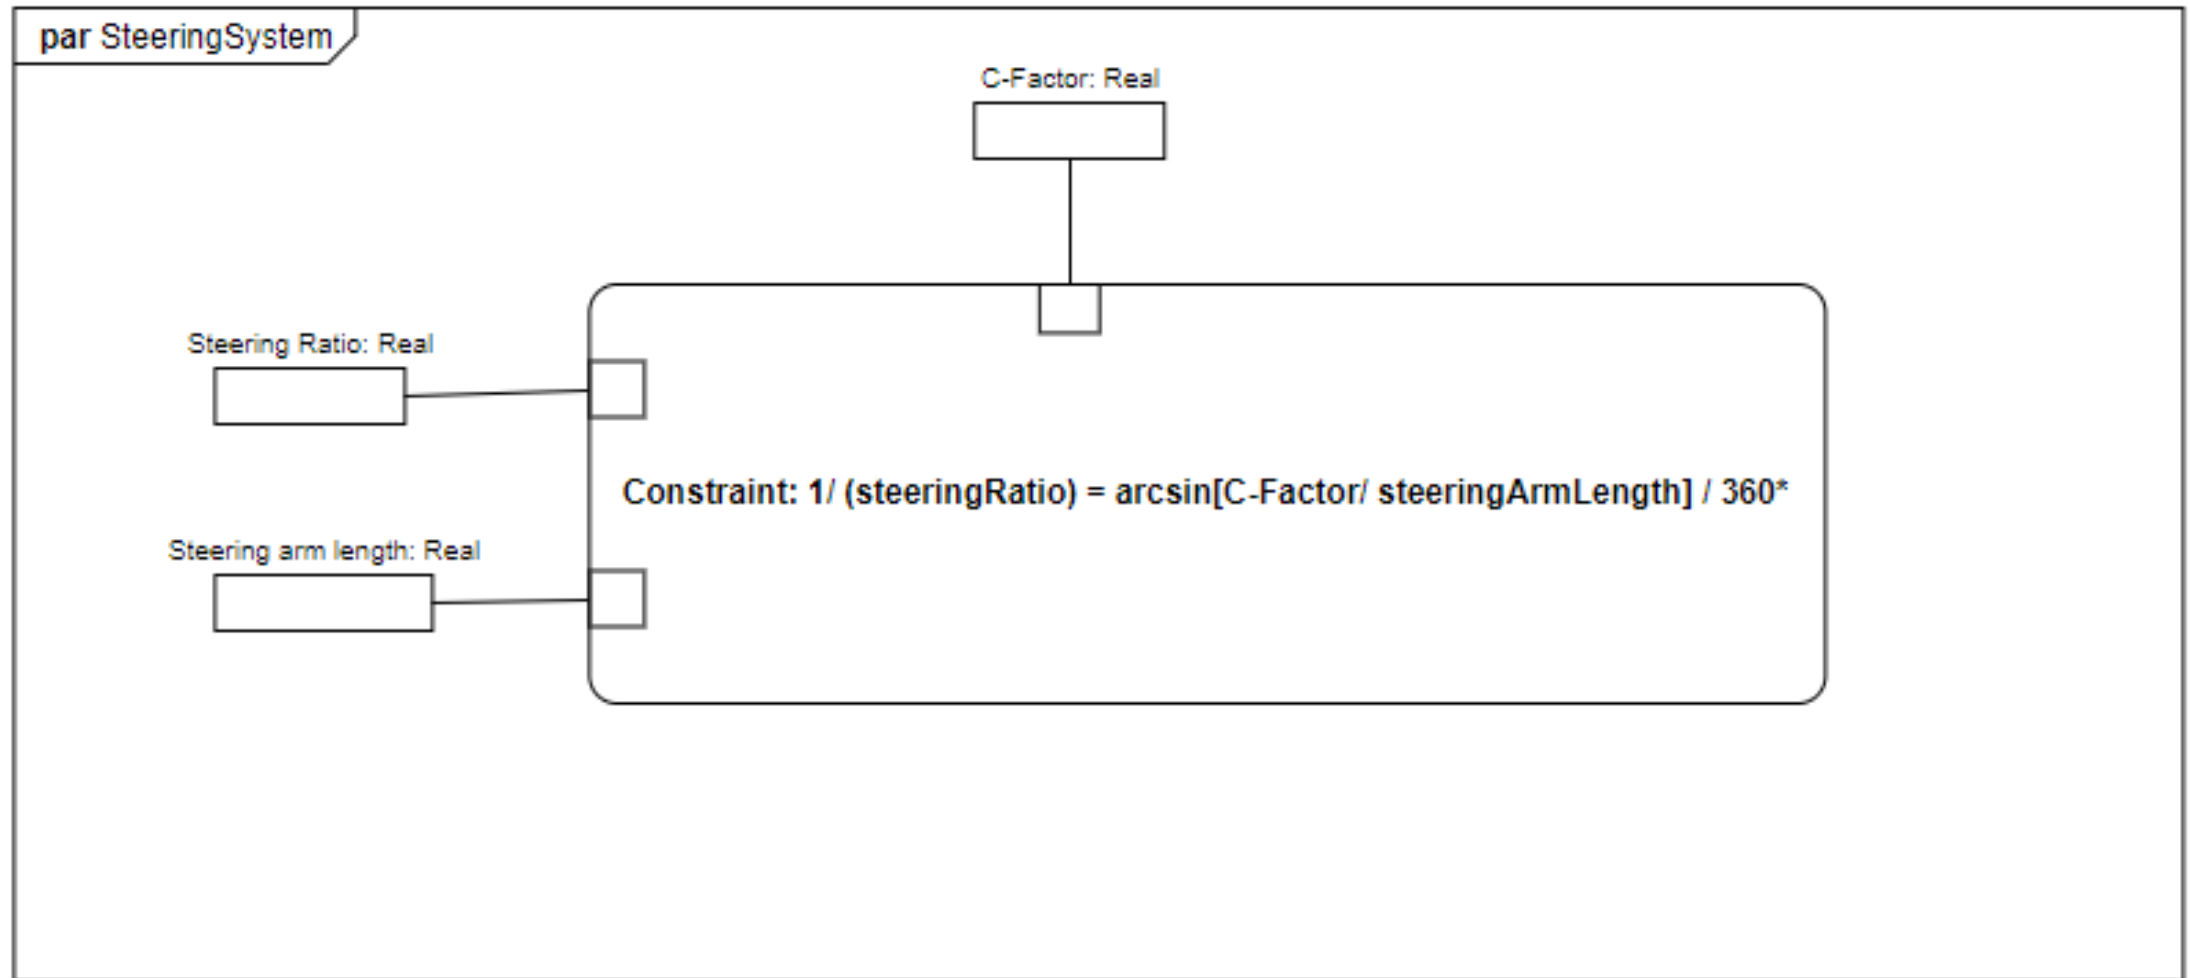 par SteeringSystem
C-Factor: Real
Steering Ratio: Real
Constraint: 1/ (steeringRatio) = arcsin[C-Factor/ steeringArmLength] / 360*
Steering arm length: Real